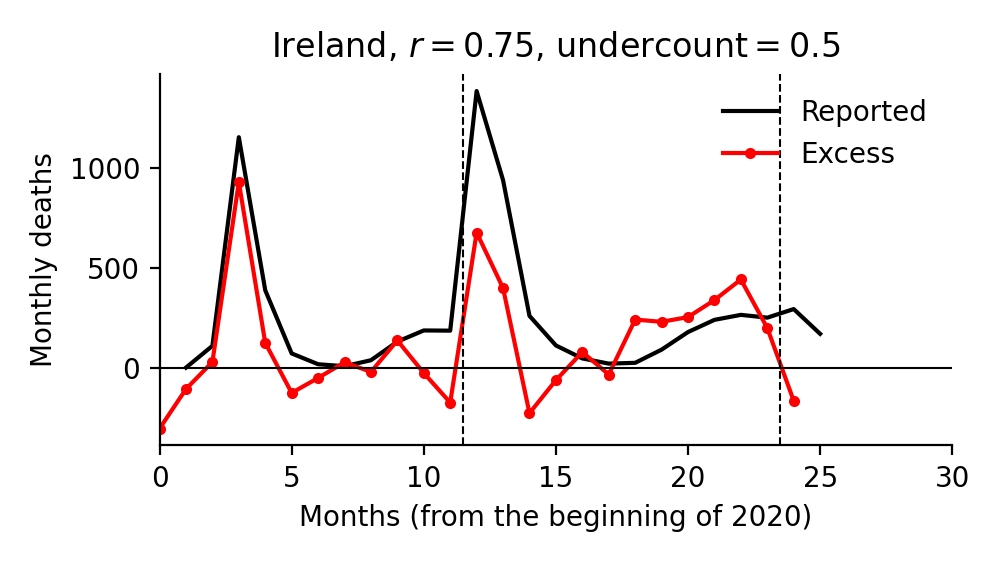 Ireland, r = 0.75, undercount = 0.5
Reported
Excess
Monthly deaths
1000
500
0
0 5 10 15 20 25 30
Months (from the beginning of 2020)